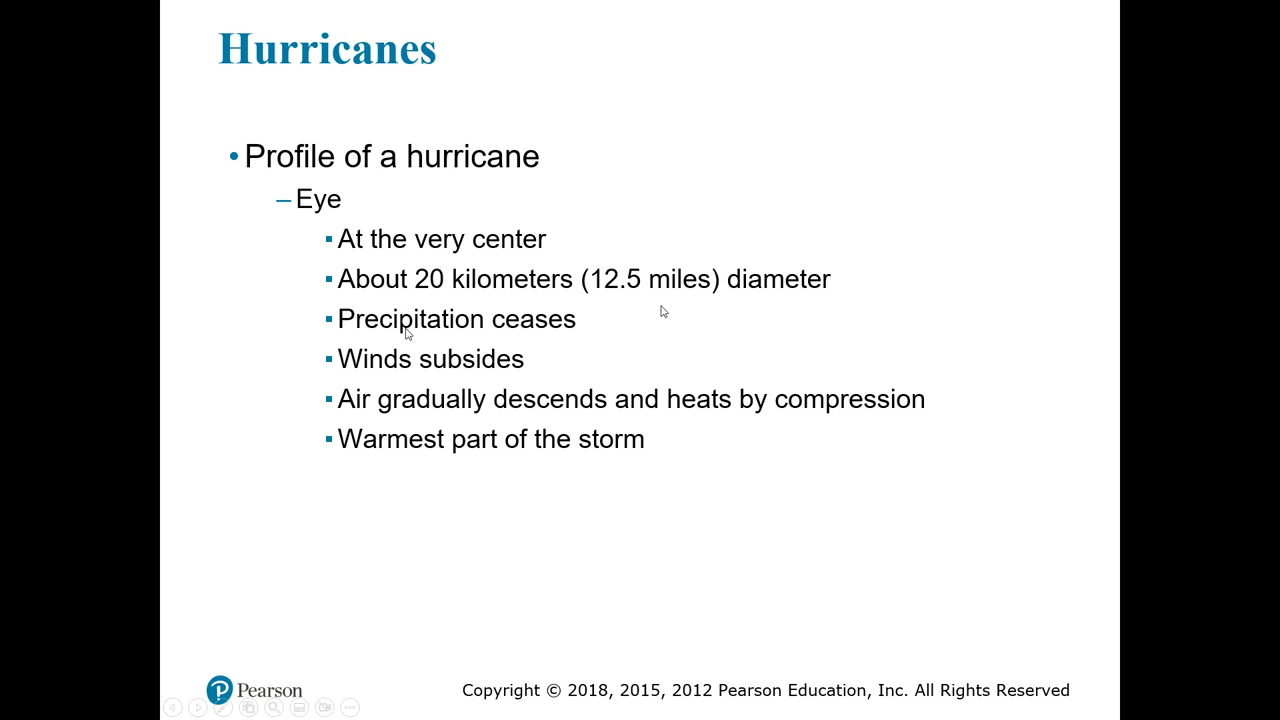 Hurricanes
• Profile of a hurricane
– Eye
▪ At the very center
▪ About 20 kilometers (12.5 miles) diameter
▪ Precipitation ceases
▪ Winds subsides
▪ Air gradually descends and heats by compression
▪ Warmest part of the storm
Pearson
Copyright © 2018, 2015, 2012 Pearson Education, Inc. All Rights Reserved